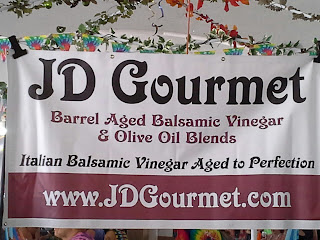 JD Gourmet
Barrel Aged Balsamic Vinegar
& Olive Oil Blends
Italian Balsamic Vinegar Aged to Perfection
www.JDGourmet.com